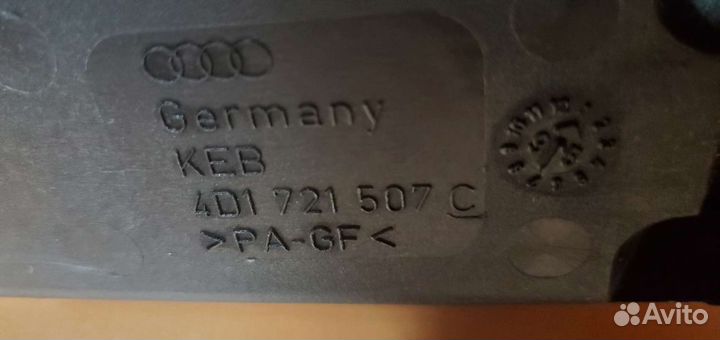 Germany
KEB
4D1 721 507 C
>PA-GF<
Avito